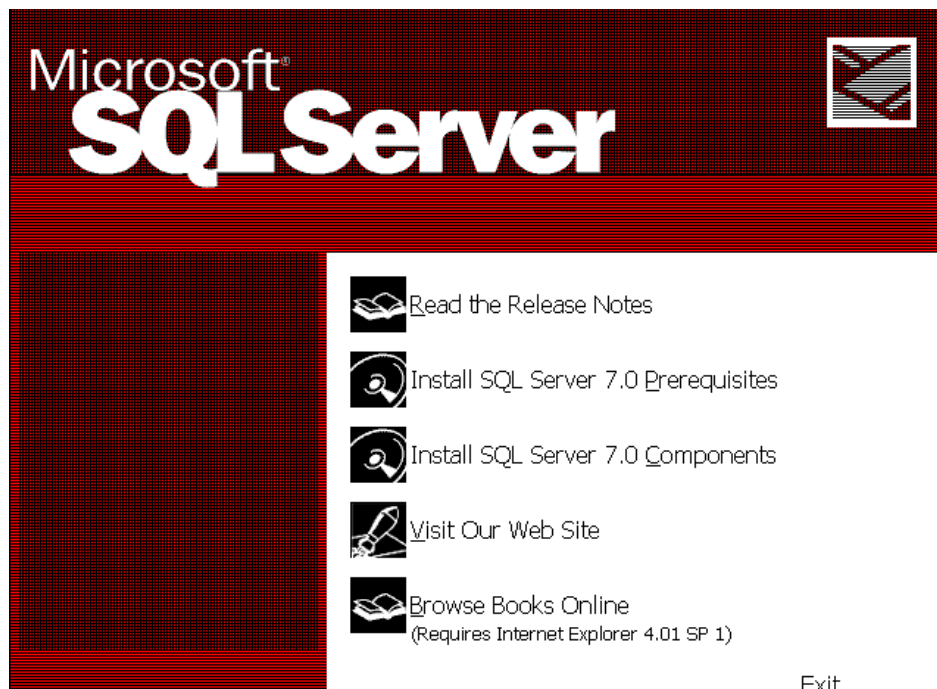 Microsoft®
SQL Server
Read the Release Notes
Install SQL Server 7.0 Prerequisites
Install SQL Server 7.0 Components
Visit Our Web Site
Browse Books Online
(Requires Internet Explorer 4.01 SP 1)
Exit